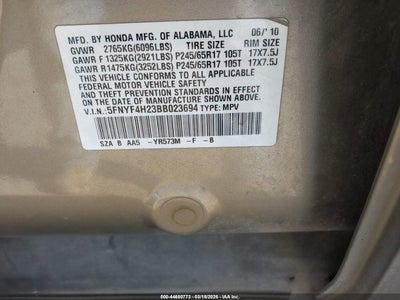 MFD. BY HONDA MFG. OF ALABAMA, LLC 06/'10
GVWR 2765KG(6096LBS) TIRE SIZE RIM SIZE
GAWR F 1325KG(2921LBS) P245/65R17 105T 17X7.5J
GAWR R 1475KG(3252LBS) P245/65R17 105T 17X7.5J
THIS VEHICLE CONFORMS TO ALL APPLICABLE
FEDERAL MOTOR VEHICLE SAFETY AND
THEFT PREVENTION STANDARDS IN EFFECT ON
THE DATE OF MANUFACTURE SHOWN ABOVE.
V.I.N.:5FNYF4H23BB023694 TYPE: MPV
SZA B AA5 -YR573M- F -B
000-44650773 - 03/18/2026 - IAA Inc.